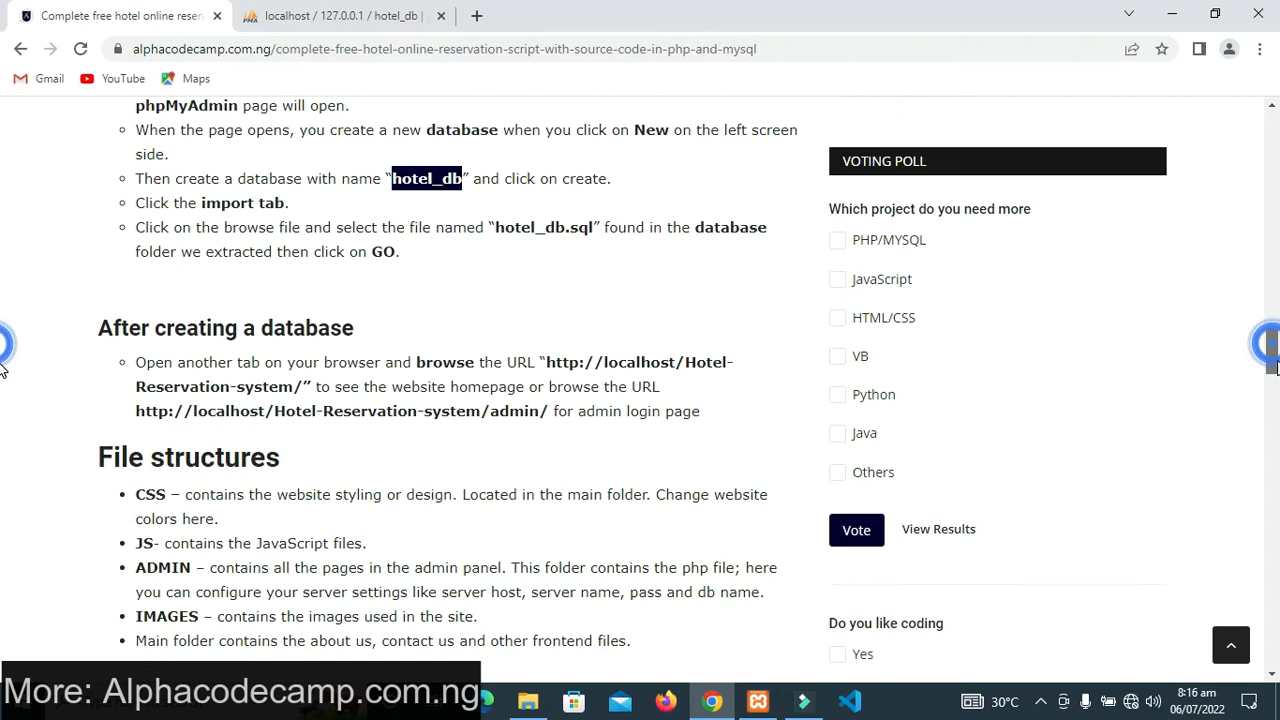 Complete free hotel online reser
localhost / 127.0.0.1 / hotel_db |
alphacodecamp.com.ng/complete-free-hotel-online-reservation-script-with-source-code-in-php-and-mysql
Gmail
YouTube
Maps
phpMyAdmin page will open.
When the page opens, you create a new database when you click on New on the left screen
side.
Then create a database with name “hotel_db” and click on create.
Click the import tab.
Click on the browse file and select the file named “hotel_db.sql” found in the database
folder we extracted then click on GO.
After creating a database
Open another tab on your browser and browse the URL “http://localhost/Hotel-
Reservation-system/” to see the website homepage or browse the URL
http://localhost/Hotel-Reservation-system/admin/ for admin login page
File structures
CSS – contains the website styling or design. Located in the main folder. Change website
colors here.
JS- contains the JavaScript files.
ADMIN – contains all the pages in the admin panel. This folder contains the php file; here
you can configure your server settings like server host, server name, pass and db name.
IMAGES – contains the images used in the site.
Main folder contains the about us, contact us and other frontend files.
VOTING POLL
Which project do you need more
PHP/MYSQL
JavaScript
HTML/CSS
VB
Python
Java
Others
Vote
View Results
Do you like coding
Yes
More: Alphacodecamp.com.ng
30°C
8:16 am
06/07/2022